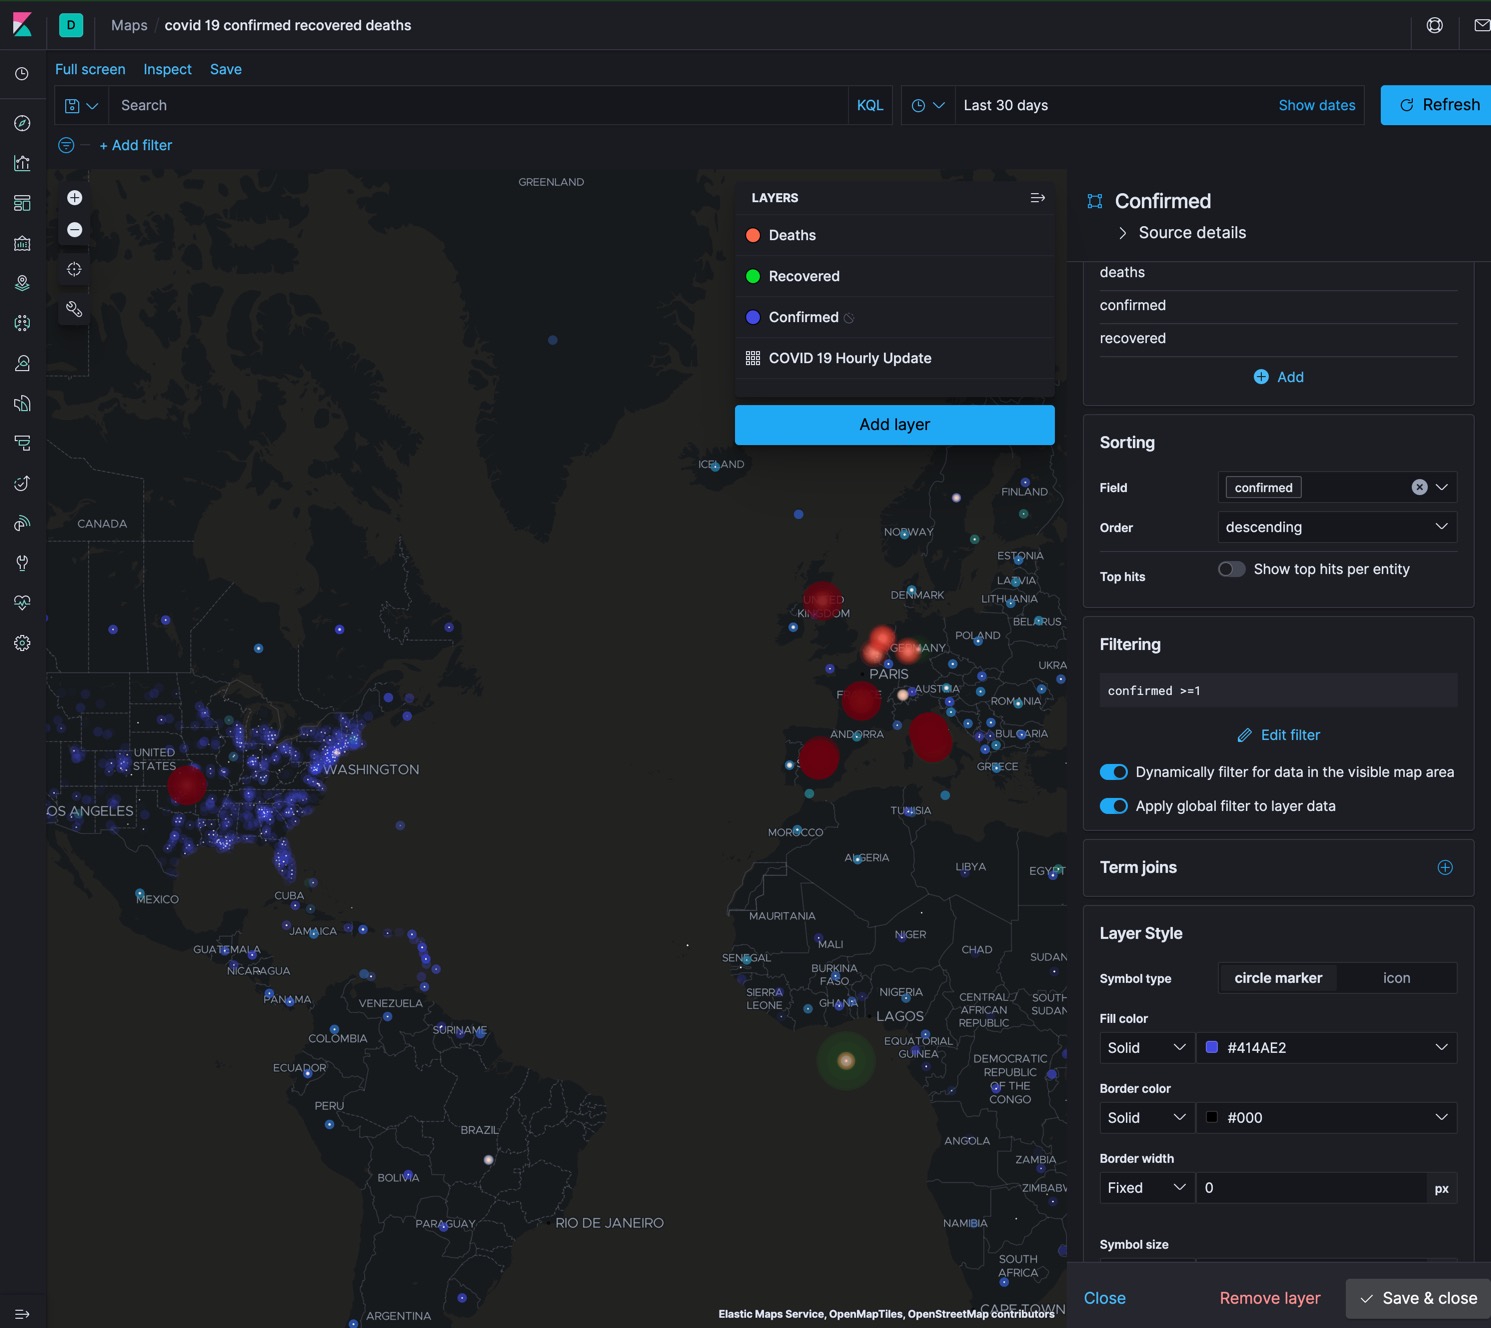 D
Maps / covid 19 confirmed recovered deaths
Full screen Inspect Save
Search KQL Last 30 days Show dates Refresh
+ Add filter
LAYERS
Deaths
Recovered
Confirmed
COVID 19 Hourly Update
Add layer
GREENLAND
ICELAND
FINLAND
CANADA
NORWAY
ESTONIA
LATVIA
DENMARK
LITHUANIA
UNITED
KINGDOM
BELARUS
POLAND
GERMANY
UKRA
PARIS
AUSTRIA
ROMANIA
ANDORRA
BULGARIA
UNITED
STATES
WASHINGTON
GREECE
OS ANGELES
TUNISIA
MOROCCO
ALGERIA
LIBYA
EGYPT
MEXICO
CUBA
MAURITANIA
JAMAICA
NIGER
MALI
GUATEMALA
CHAD
SENEGAL
SUDAN
NICARAGUA
BURKINA
FASO
SIERRA
LEONE
NIGERIA
PANAMA
VENEZUELA
GHANA
CENTRAL
AFRICAN
REPUBLIC
SOUTH
SUDAN
LAGOS
SURINAME
COLOMBIA
EQUATORIAL
GUINEA
ECUADOR
DEMOCRATIC
REPUBLIC
OF THE
CONGO
PERU
BRAZIL
ANGOLA
ZAMBIA
BOLIVIA
ZIMBABW
PARAGUAY
RIO DE JANEIRO
NAMIBIA
SOUTH
AFRICA
CAPE TOWN
ARGENTINA
Elastic Maps Service, OpenMapTiles, OpenStreetMap contributors
Confirmed
Source details
deaths
confirmed
recovered
Add
Sorting
Field confirmed
Order descending
Top hits Show top hits per entity
Filtering
confirmed >=1
Edit filter
Dynamically filter for data in the visible map area
Apply global filter to layer data
Term joins
Layer Style
Symbol type circle marker icon
Fill color
Solid #414AE2
Border color
Solid #000
Border width
Fixed 0 px
Symbol size
Close Remove layer Save & close